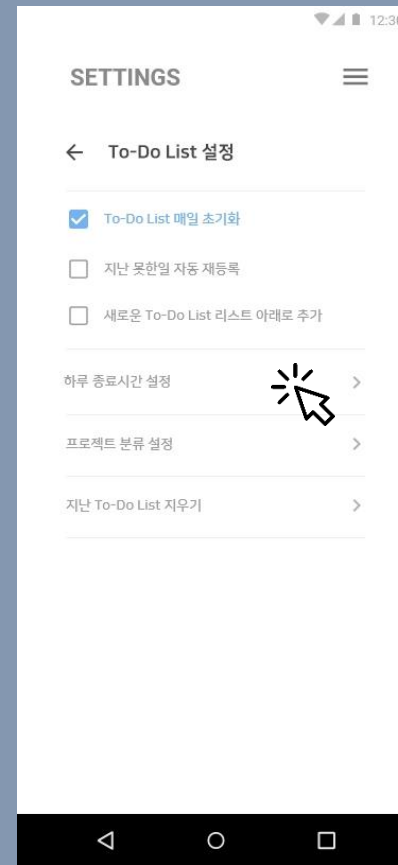 12:30
SETTINGS
To-Do List 설정
To-Do List 매일 초기화
지난 못한일 자동 재등록
새로운 To-Do List 리스트 아래로 추가
하루 종료시간 설정
프로젝트 분류 설정
지난 To-Do List 지우기